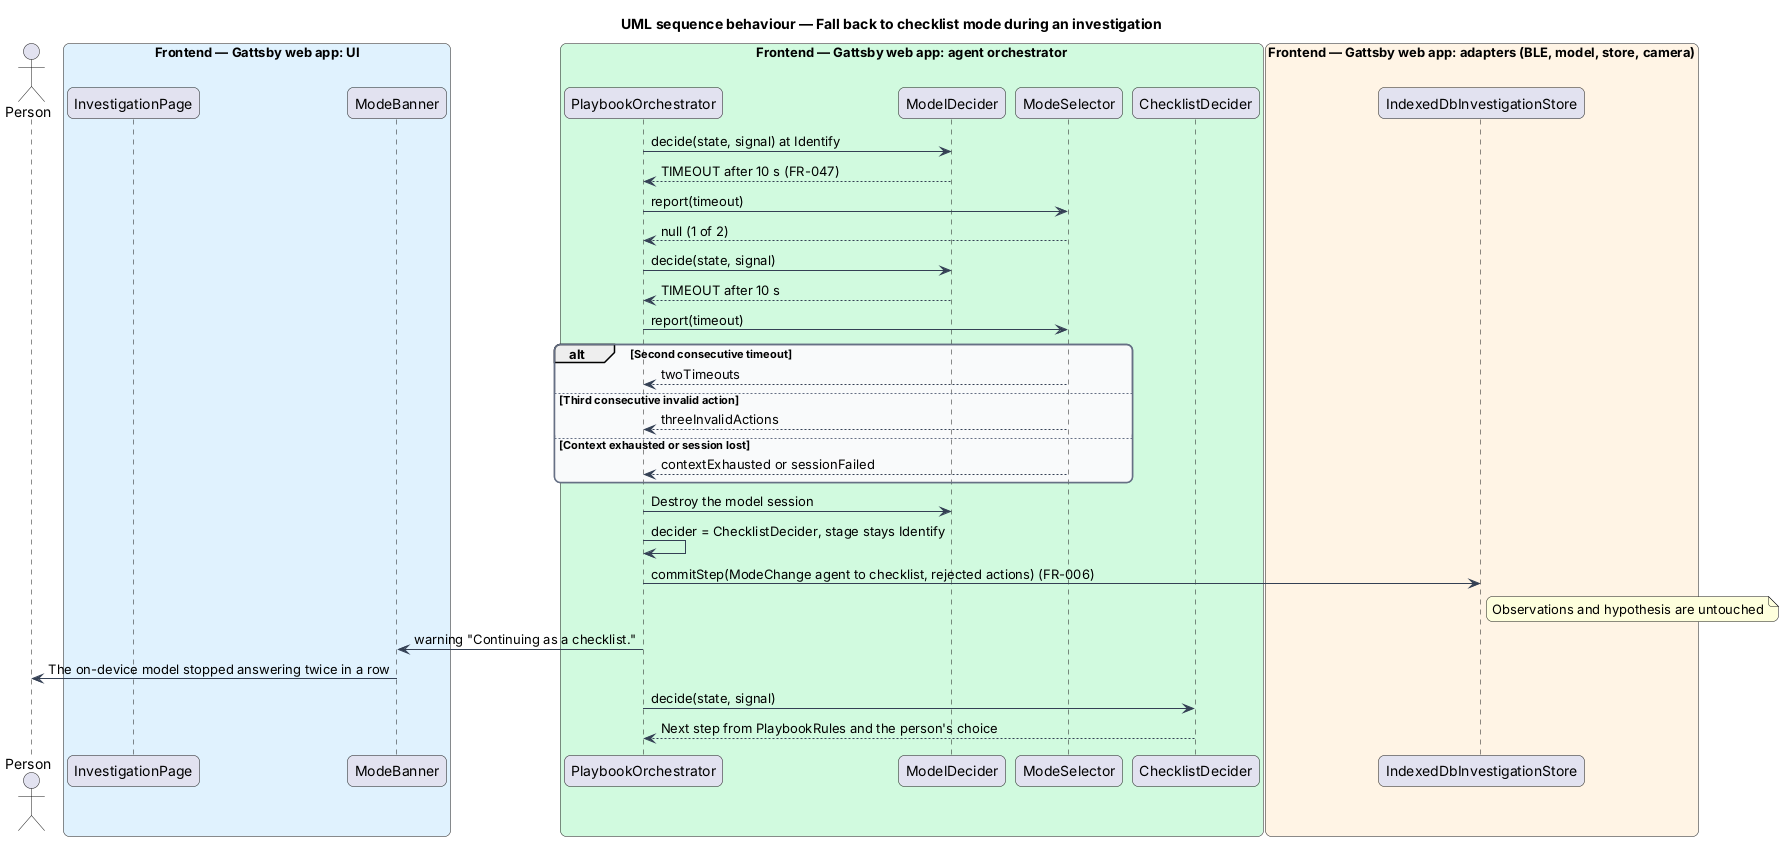 UML sequence behaviour — Fall back to checklist mode during an investigation
Frontend — Gattsby web app: UI
Frontend — Gattsby web app: agent orchestrator
Frontend — Gattsby web app: adapters (BLE, model, store, camera)
Person
InvestigationPage
ModeBanner
PlaybookOrchestrator
ModelDecider
ModeSelector
ChecklistDecider
IndexedDbInvestigationStore
decide(state, signal) at Identify
TIMEOUT after 10 s (FR-047)
report(timeout)
null (1 of 2)
decide(state, signal)
TIMEOUT after 10 s
report(timeout)
alt
[Second consecutive timeout]
twoTimeouts
[Third consecutive invalid action]
threeInvalidActions
[Context exhausted or session lost]
contextExhausted or sessionFailed
Destroy the model session
decider = ChecklistDecider, stage stays Identify
commitStep(ModeChange agent to checklist, rejected actions) (FR-006)
Observations and hypothesis are untouched
warning "Continuing as a checklist."
The on-device model stopped answering twice in a row
decide(state, signal)
Next step from PlaybookRules and the person's choice
Person
InvestigationPage
ModeBanner
PlaybookOrchestrator
ModelDecider
ModeSelector
ChecklistDecider
IndexedDbInvestigationStore